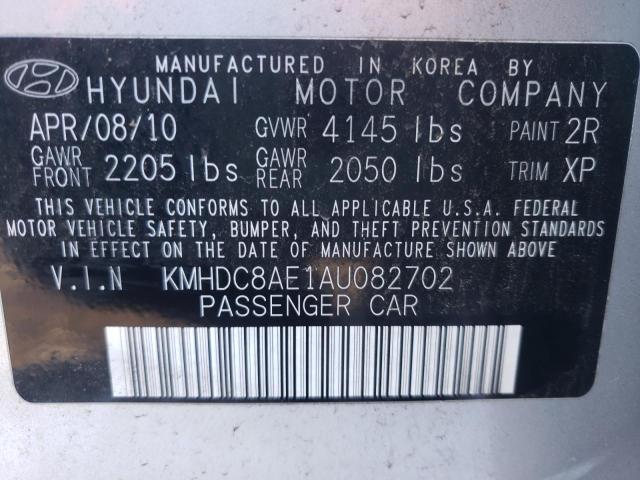 MANUFACTURED IN KOREA BY
HYUNDAI MOTOR COMPANY
APR/08/10 GVWR 4145 lbs PAINT 2R
GAWR FRONT 2205 lbs GAWR REAR 2050 lbs TRIM XP
THIS VEHICLE CONFORMS TO ALL APPLICABLE U.S.A. FEDERAL
MOTOR VEHICLE SAFETY, BUMPER, AND THEFT PREVENTION STANDARDS
IN EFFECT ON THE DATE OF MANUFACTURE SHOWN ABOVE.
V.I.N KMHDC8AE1AU082702
PASSENGER CAR